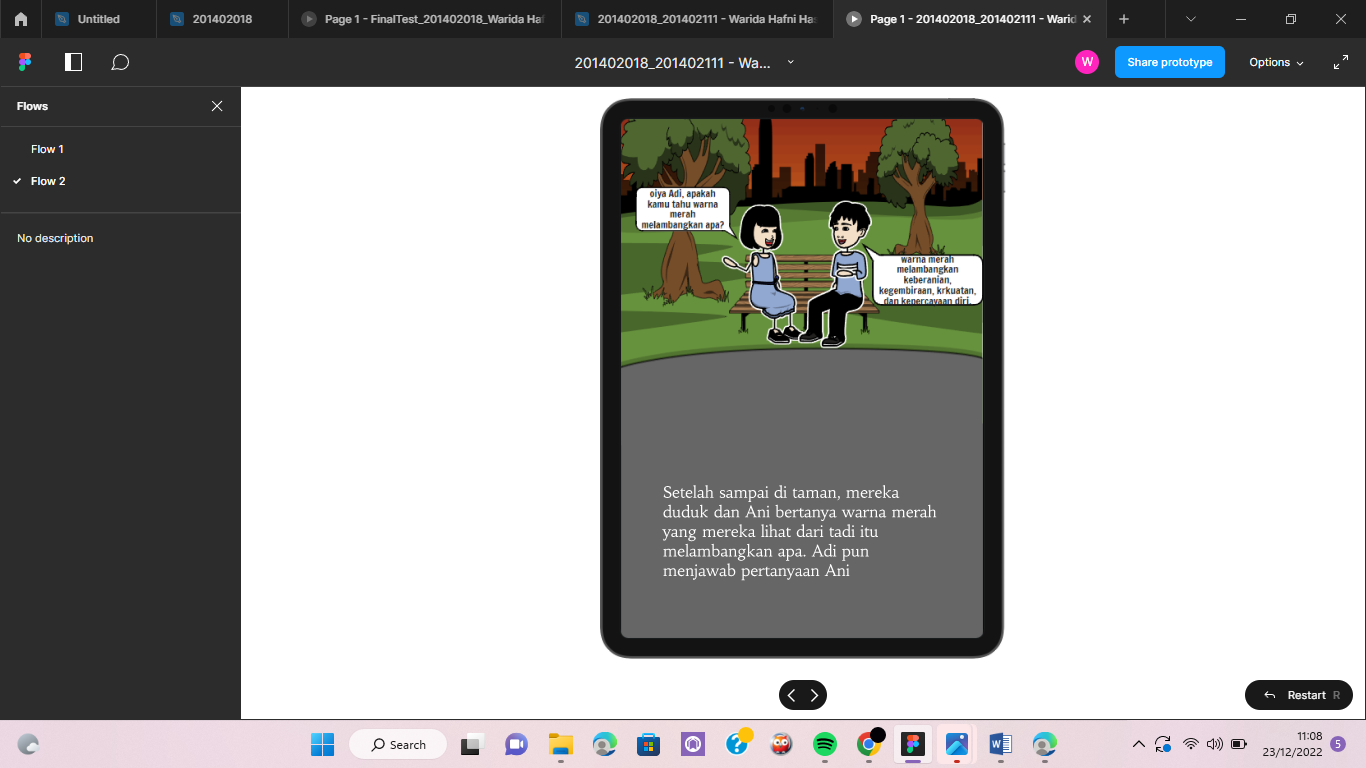 Untitled
201402018
Page 1 - FinalTest_201402018_Warida Haf
201402018_201402111 - Warida Hafni Ha
Page 1 - 201402018_201402111 - Warid
201402018_201402111 - Wa...
W
Share prototype
Options
Flows
Flow 1
Flow 2
No description
oiya Adi, apakah
kamu tahu warna
merah
melambangkan apa?
warna merah
melambangkan
keberanian,
kegembiraan, krkuatan,
dan kepercayaan diri.
Setelah sampai di taman, mereka
duduk dan Ani bertanya warna merah
yang mereka lihat dari tadi itu
melambangkan apa. Adi pun
menjawab pertanyaan Ani
Restart R
Search
11:08
23/12/2022
5